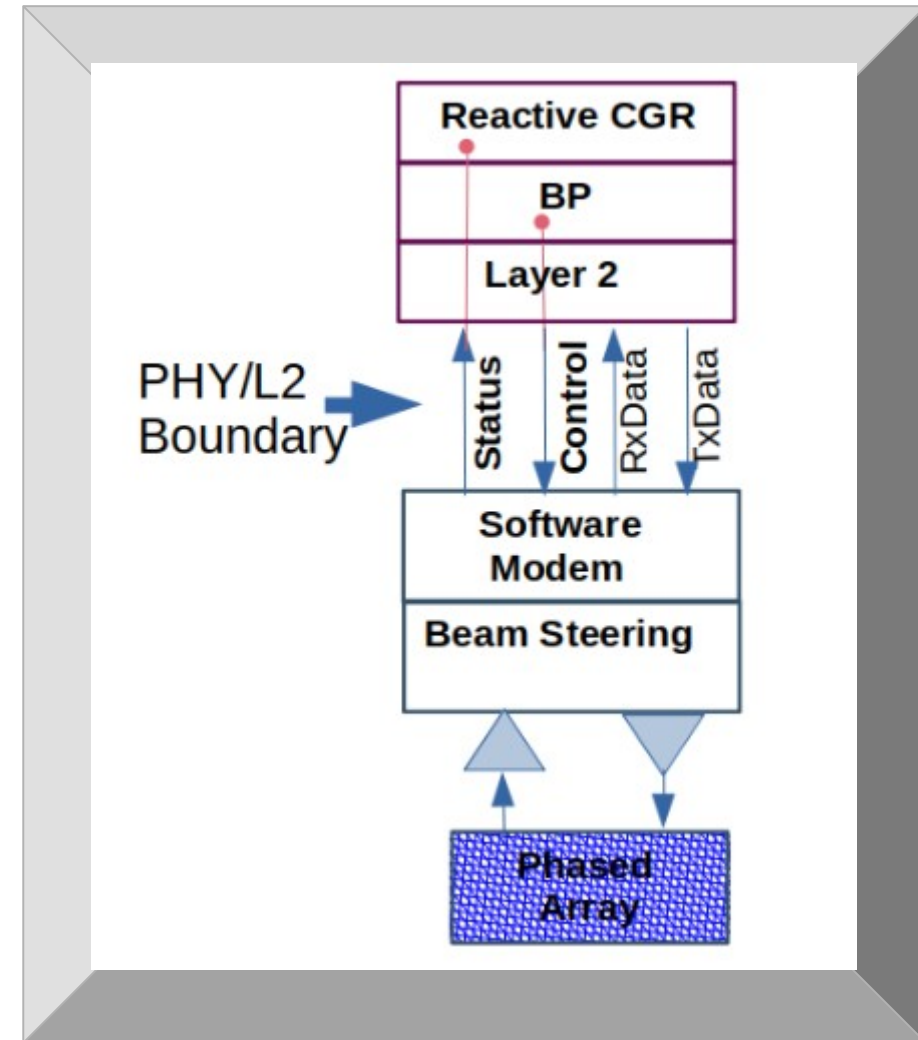 Reactive CGR
BP
Layer 2
PHY/L2
Boundary
Status
Control
RxData
TxData
Software
Modem
Beam Steering
Phased
Array